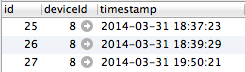 id deviceId timestamp
25 8 2014-03-31 18:37:23
26 8 2014-03-31 18:39:29
27 8 2014-03-31 19:50:21